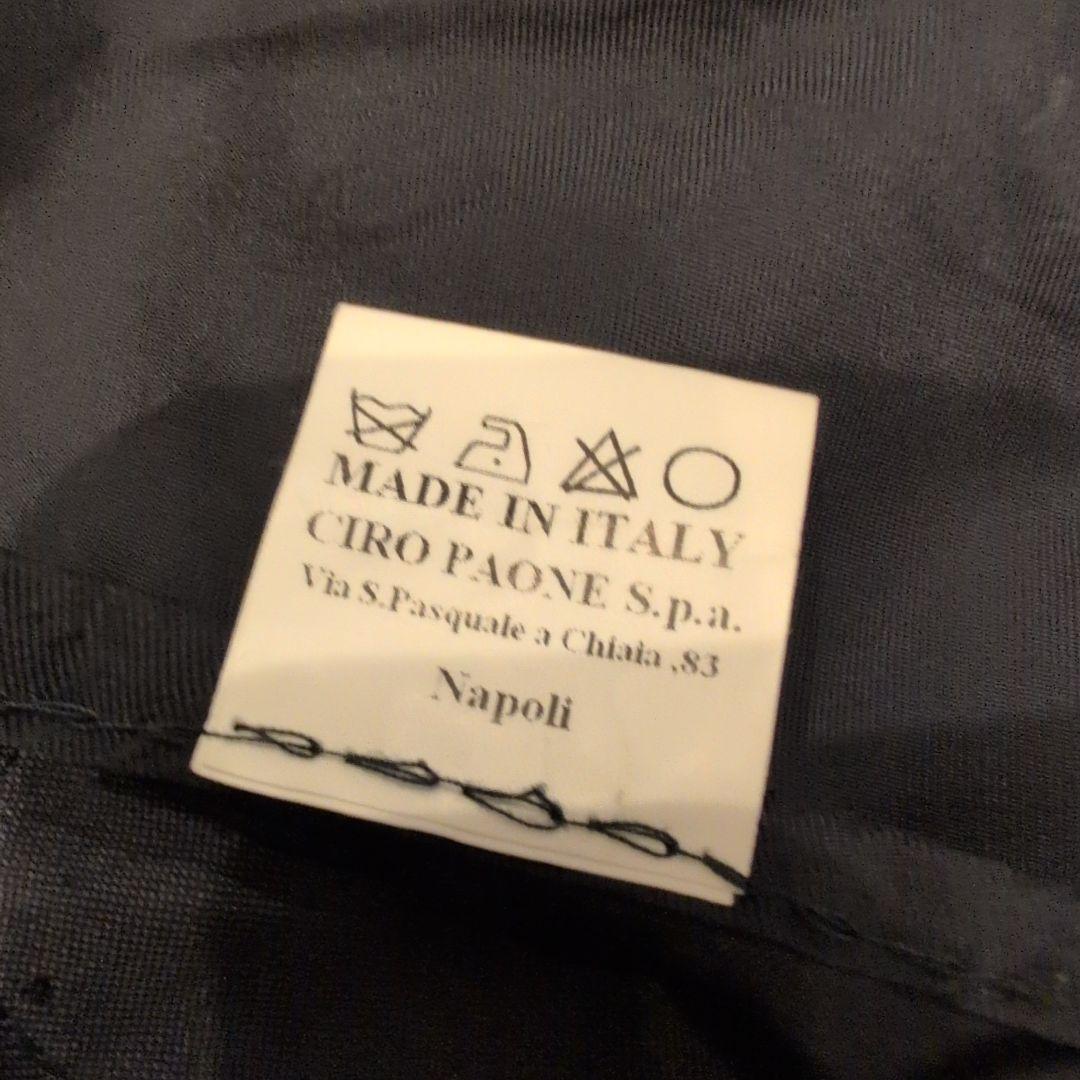 MADE IN ITALY
CIRO PAONE S.p.a.
Via S.Pasquale a Chiaia ,83
Napoli